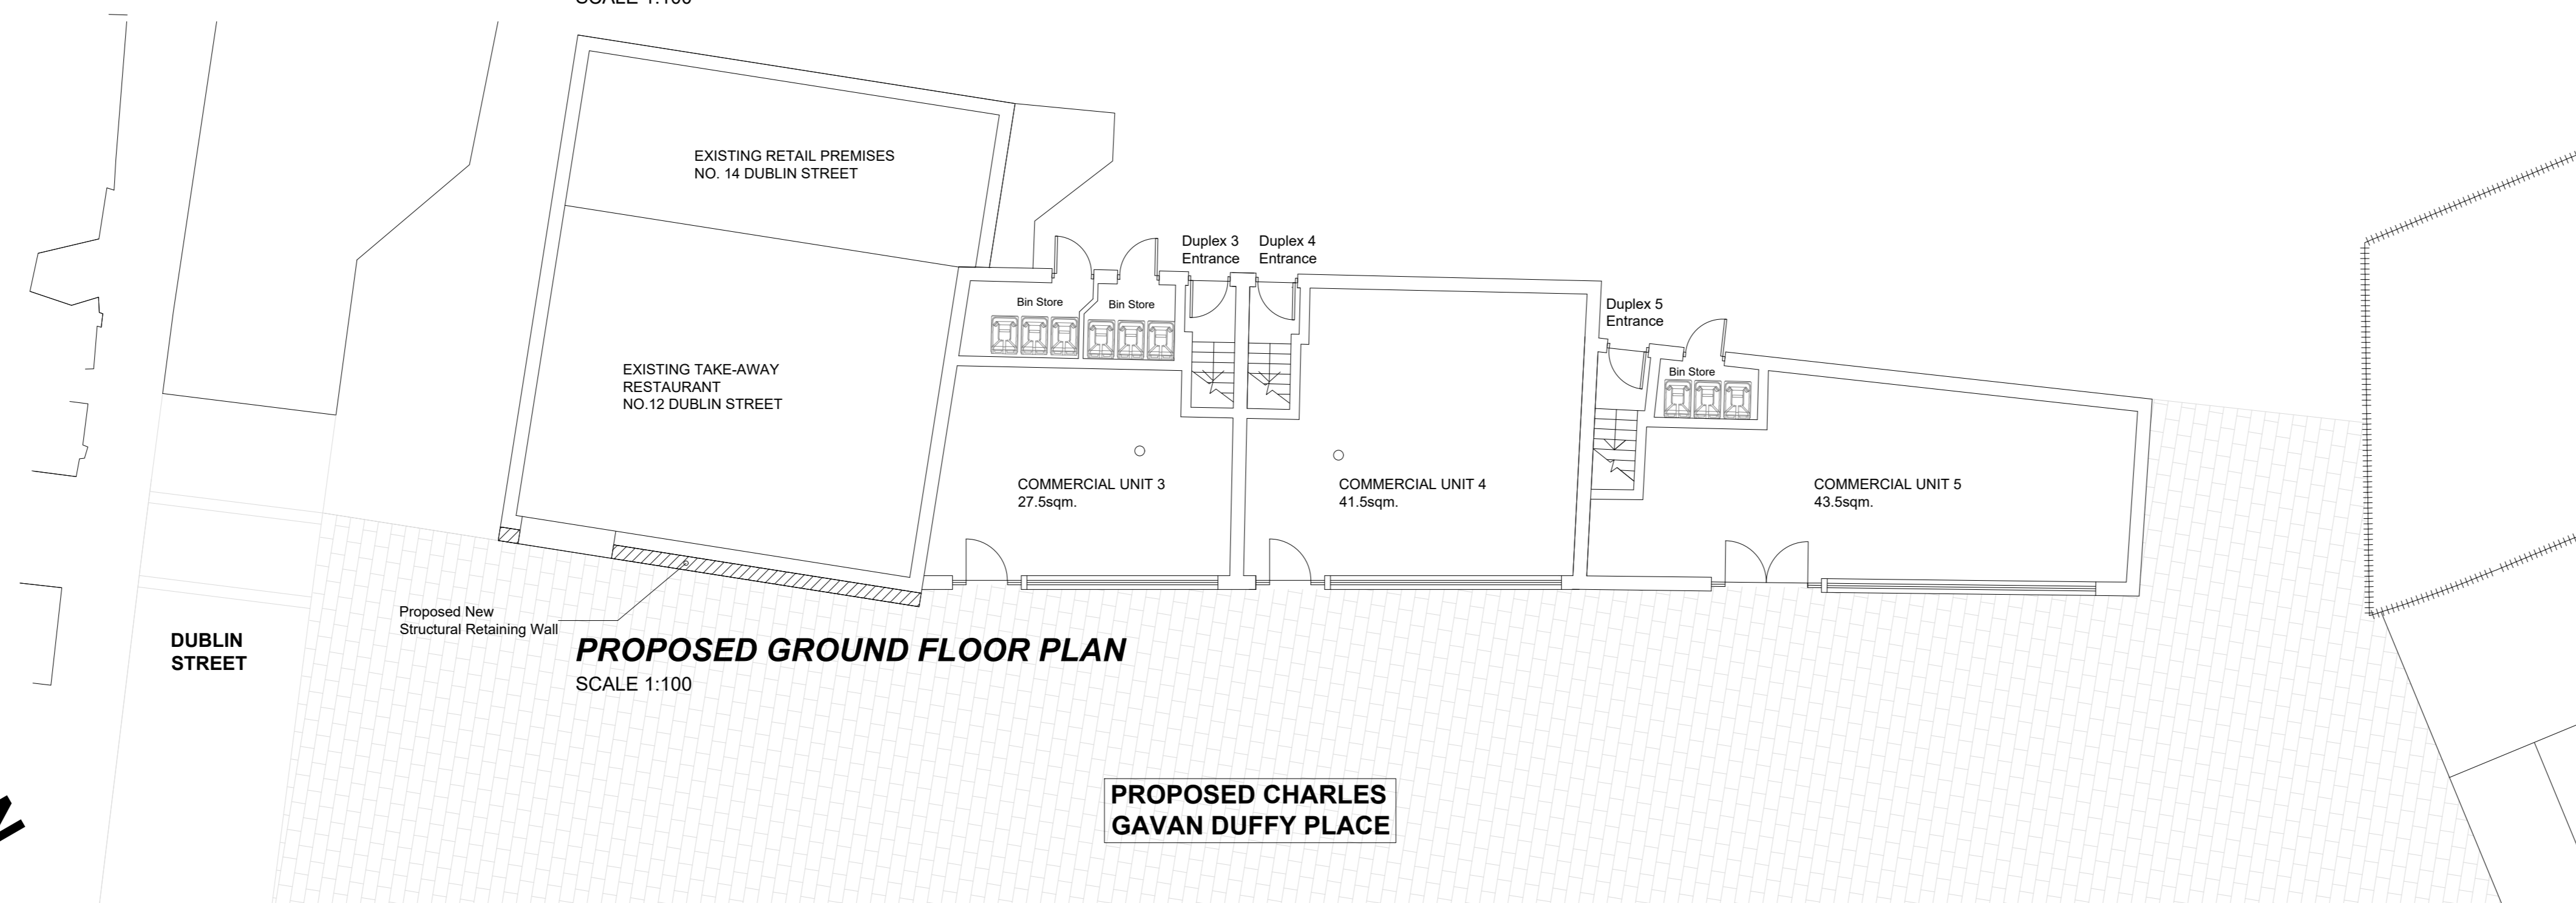 SCALE 1:100
EXISTING RETAIL PREMISES
NO. 14 DUBLIN STREET
Duplex 3
Entrance
Duplex 4
Entrance
Bin Store
Bin Store
Duplex 5
Entrance
Bin Store
EXISTING TAKE-AWAY
RESTAURANT
NO.12 DUBLIN STREET
COMMERCIAL UNIT 3
27.5sqm.
COMMERCIAL UNIT 4
41.5sqm.
COMMERCIAL UNIT 5
43.5sqm.
Proposed New
Structural Retaining Wall
DUBLIN
STREET
PROPOSED GROUND FLOOR PLAN
SCALE 1:100
PROPOSED CHARLES
GAVAN DUFFY PLACE